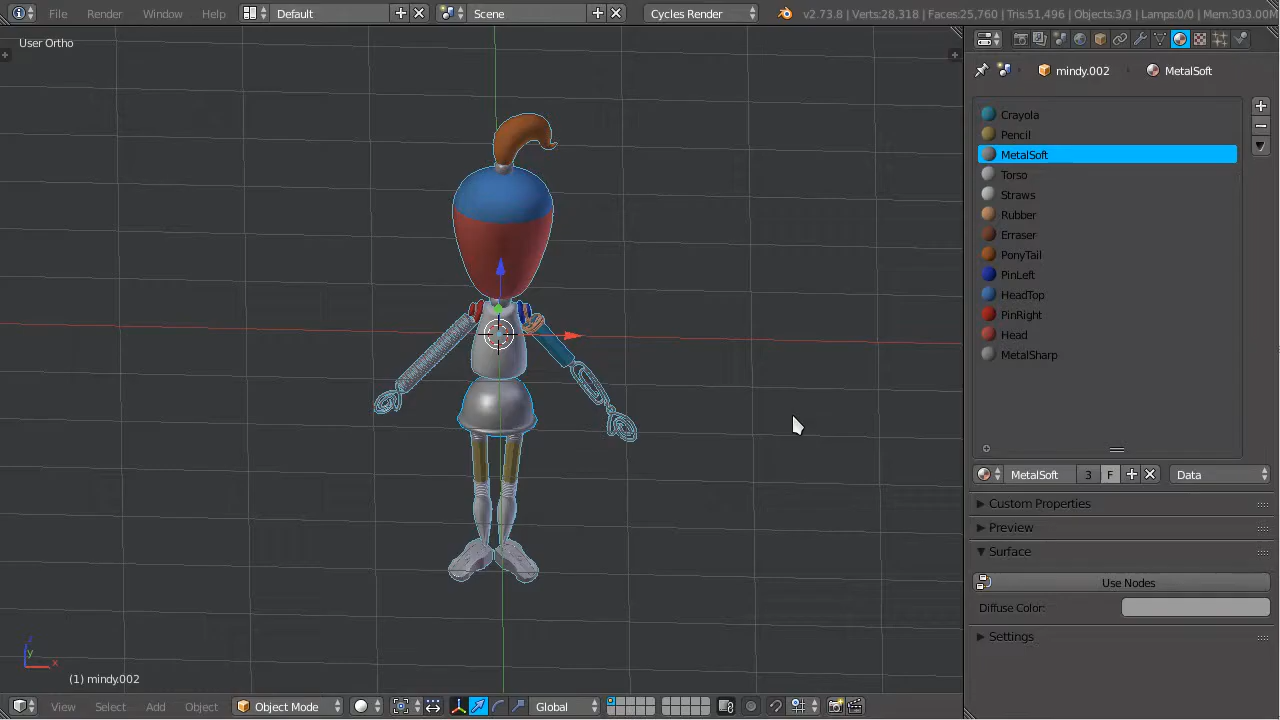 File Render Window Help Default Scene Cycles Render v2.73.8 | Verts:28,318 | Faces:25,760 | Tris:51,496 | Objects:3/3 | Lamps:0/0 | Mem:303.00M
User Ortho
mindy.002 MetalSoft
Crayola
Pencil
MetalSoft
Torso
Straws
Rubber
Erraser
PonyTail
PinLeft
HeadTop
PinRight
Head
MetalSharp
MetalSoft 3 F Data
Custom Properties
Preview
Surface
Use Nodes
Diffuse Color:
Settings
z
y
x
(1) mindy.002
View Select Add Object Object Mode Global